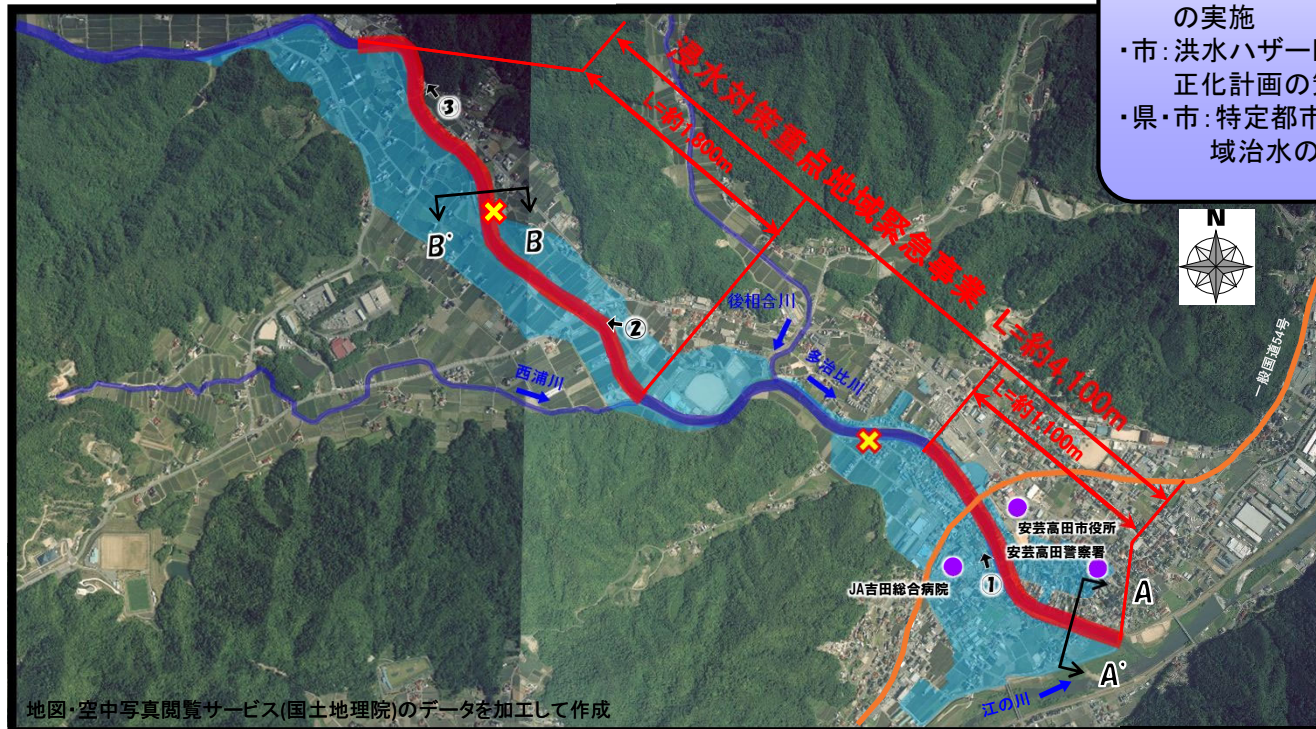 の実施
・市：洪水ハザード
正化計画の
・県・市：特定都市
域治水の
N
浸水対策重点地域緊急事業 L=約4,100m
L=約1,800m
L=約1,100m
③
B'
B
②
後相合川
多治比川
西浦川
一般国道54号
安芸高田市役所
安芸高田警察署
JA吉田総合病院
①
A
A'
江の川
地図・空中写真閲覧サービス(国土地理院)のデータを加工して作成